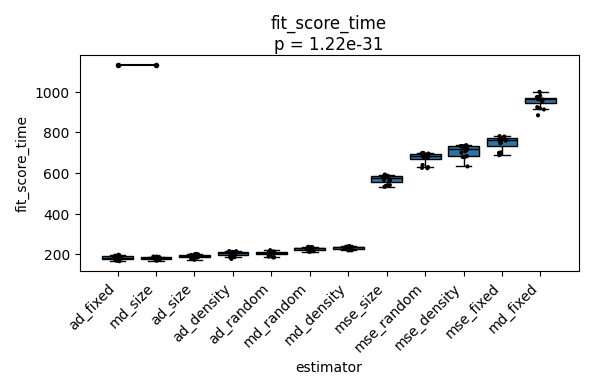 fit_score_time
p = 1.22e-31
fit_score_time
1000
800
600
400
200
ad_fixed
md_size
ad_size
ad_density
ad_random
md_random
md_density
mse_size
mse_random
mse_density
mse_fixed
md_fixed
estimator